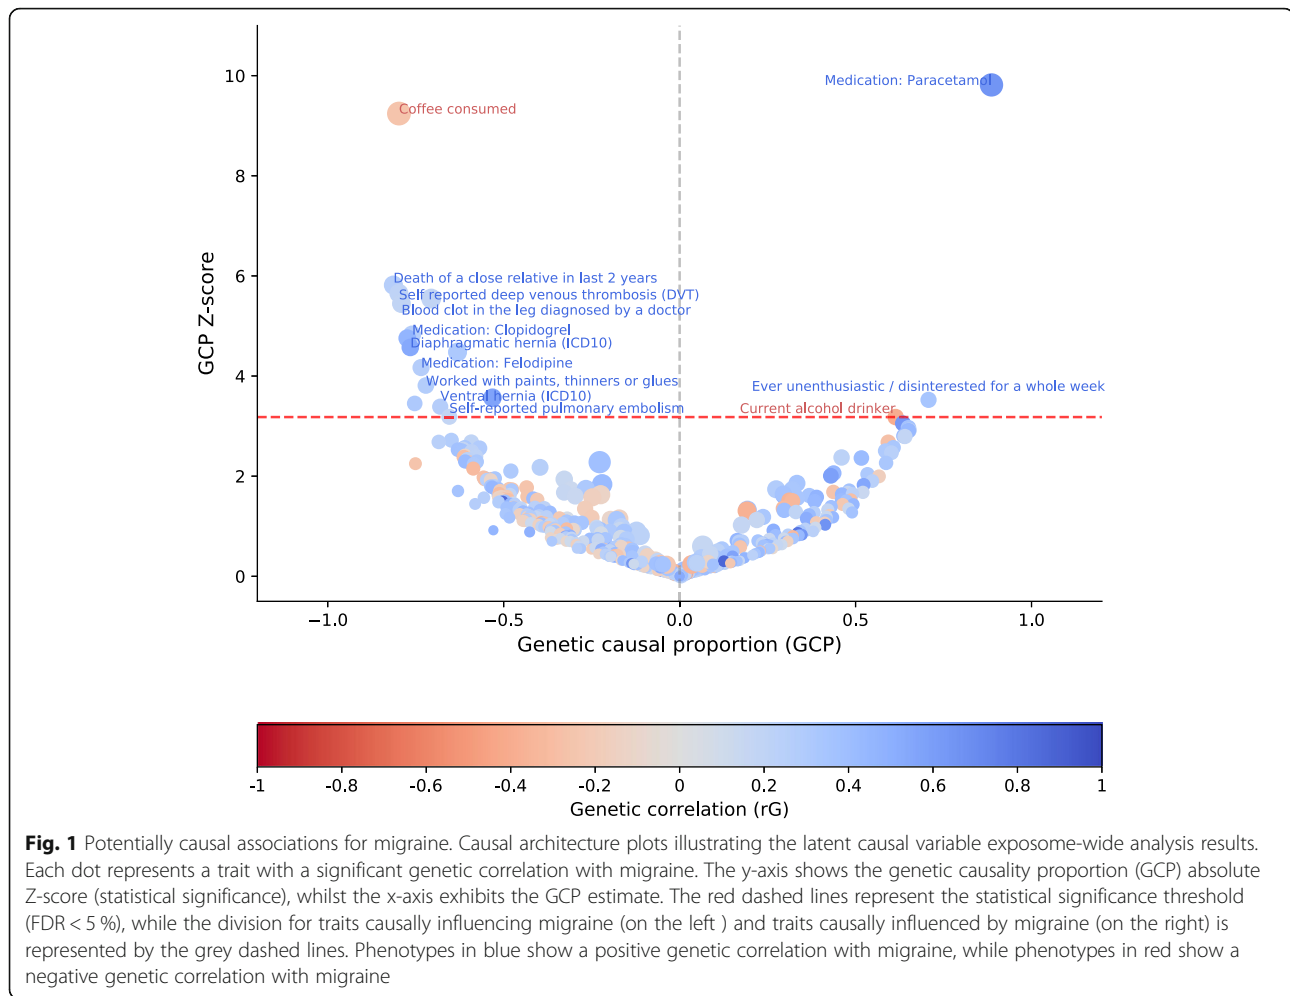 10
Medication: Paracetamol
Coffee consumed
8
6
Death of a close relative in last 2 years
Self reported deep venous thrombosis (DVT)
Blood clot in the leg diagnosed by a doctor
Medication: Clopidogrel
Diaphragmatic hernia (ICD10)
4
Medication: Felodipine
Worked with paints, thinners or glues
Ever unenthusiastic / disinterested for a whole week
Ventral hernia (ICD10)
Self-reported pulmonary embolism
Current alcohol drinker
2
0
GCP Z-score
−1.0 −0.5 0.0 0.5 1.0
Genetic causal proportion (GCP)
-1 -0.8 -0.6 -0.4 -0.2 0 0.2 0.4 0.6 0.8 1
Genetic correlation (rG)
Fig. 1 Potentially causal associations for migraine. Causal architecture plots illustrating the latent causal variable exposome-wide analysis results.
Each dot represents a trait with a significant genetic correlation with migraine. The y-axis shows the genetic causality proportion (GCP) absolute
Z-score (statistical significance), whilst the x-axis exhibits the GCP estimate. The red dashed lines represent the statistical significance threshold
(FDR < 5 %), while the division for traits causally influencing migraine (on the left ) and traits causally influenced by migraine (on the right) is
represented by the grey dashed lines. Phenotypes in blue show a positive genetic correlation with migraine, while phenotypes in red show a
negative genetic correlation with migraine